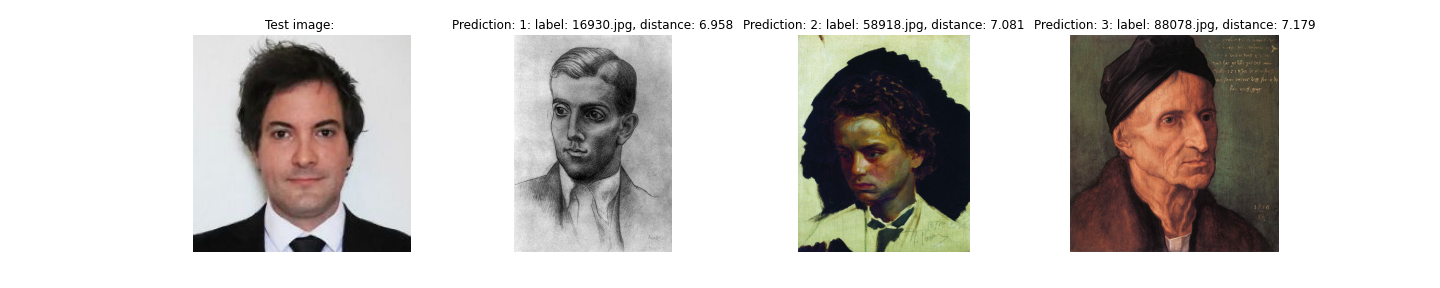 Test image:
Prediction: 1: label: 16930.jpg, distance: 6.958
Prediction: 2: label: 58918.jpg, distance: 7.081
Prediction: 3: label: 88078.jpg, distance: 7.179